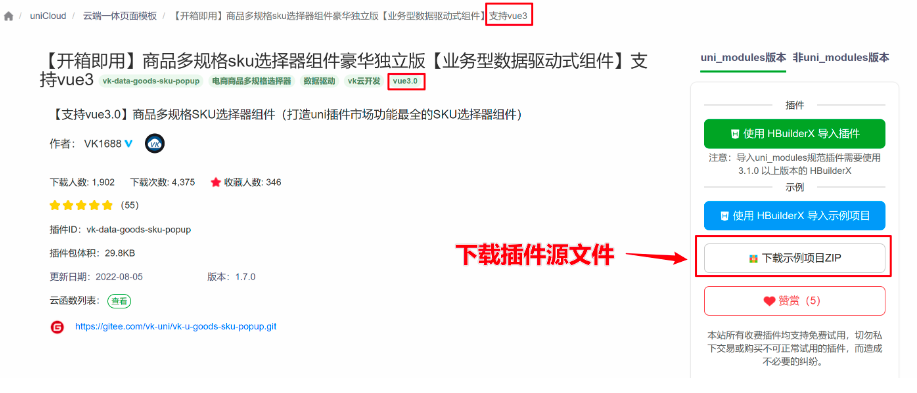 / uniCloud / 云端一体页面模板 / 【开箱即用】商品多规格sku选择器组件豪华独立版【业务型数据驱动式组件】支持vue3
【开箱即用】商品多规格sku选择器组件豪华独立版【业务型数据驱动式组件】支
持vue3 vk-data-goods-sku-popup 电商商品多规格选择器 数据驱动 vk云开发 vue3.0
【支持vue3.0】商品多规格SKU选择器组件（打造uni插件市场功能最全的SKU选择器组件）
作者： VK1688
VK
下载人数: 1,902 下载次数: 4,375 收藏人数: 346
(55)
插件ID： vk-data-goods-sku-popup
插件包体积： 29.8KB
更新日期： 2022-08-05 版本： 1.7.0
云函数列表： 查看
G https://gitee.com/vk-uni/vk-u-goods-sku-popup.git
下载插件源文件
uni_modules版本 非uni_modules版本
插件
使用 HBuilderX 导入插件
注意：导入uni_modules规范插件需要使用
3.1.0 以上版本的 HBuilderX
示例
使用 HBuilderX 导入示例项目
下载示例项目ZIP
赞赏（5）
本站所有收费插件均支持免费试用，切勿私
下交易或购买不可正常试用的插件，而造成
不必要的纠纷。